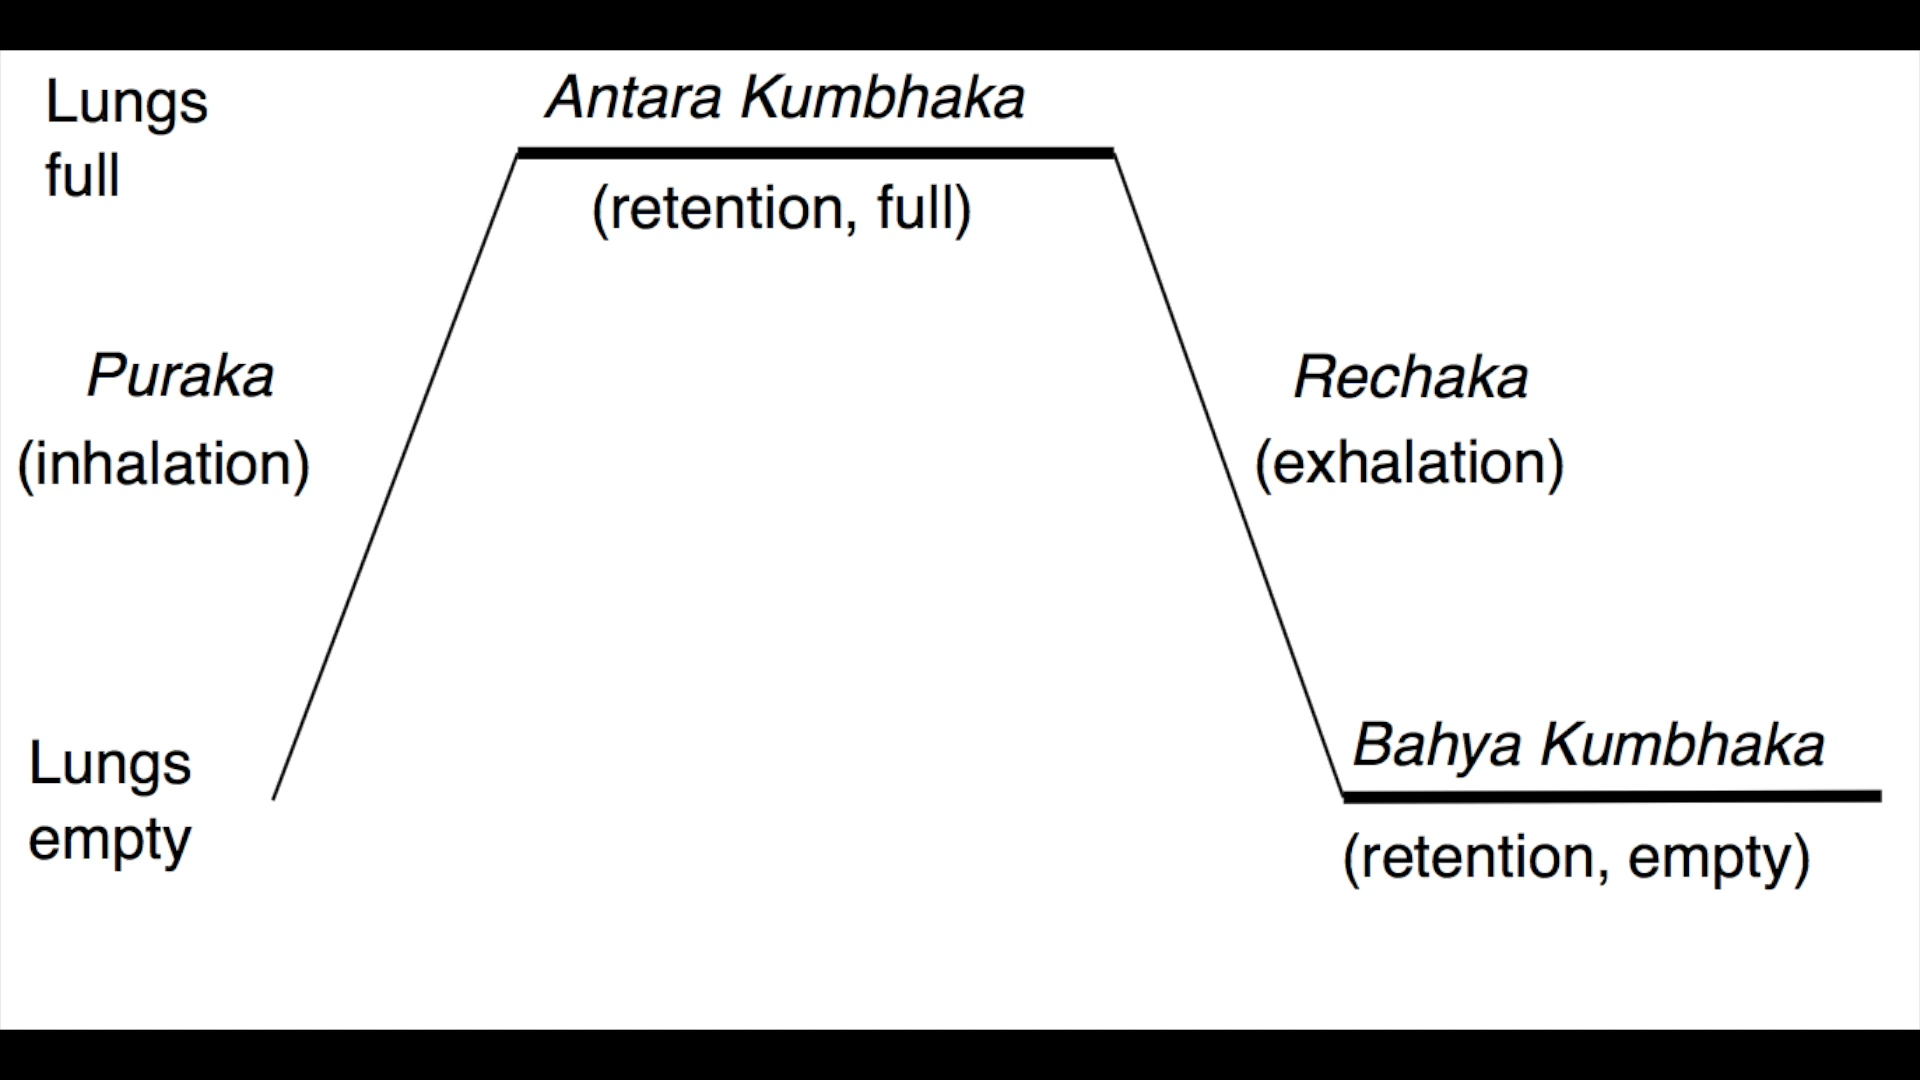 Lungs
full
Antara Kumbhaka
(retention, full)
Puraka
(inhalation)
Rechaka
(exhalation)
Lungs
empty
Bahya Kumbhaka
(retention, empty)